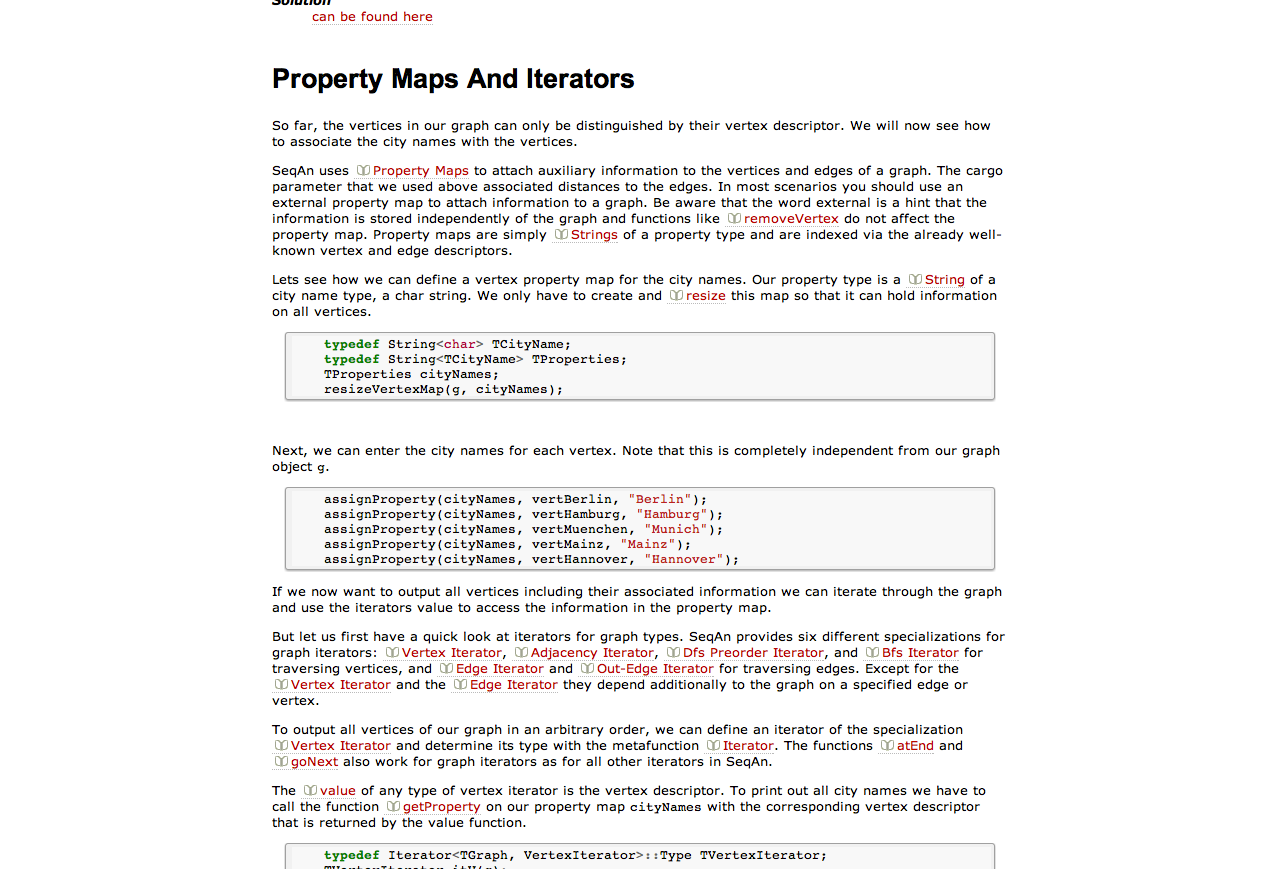 Solution
can be found here
Property Maps And Iterators
So far, the vertices in our graph can only be distinguished by their vertex descriptor. We will now see how
to associate the city names with the vertices.
SeqAn uses Property Maps to attach auxiliary information to the vertices and edges of a graph. The cargo
parameter that we used above associated distances to the edges. In most scenarios you should use an
external property map to attach information to a graph. Be aware that the word external is a hint that the
information is stored independently of the graph and functions like removeVertex do not affect the
property map. Property maps are simply Strings of a property type and are indexed via the already well-
known vertex and edge descriptors.
Lets see how we can define a vertex property map for the city names. Our property type is a String of a
city name type, a char string. We only have to create and resize this map so that it can hold information
on all vertices.
typedef String<char> TCityName;
typedef String<TCityName> TProperties;
TProperties cityNames;
resizeVertexMap(g, cityNames);
Next, we can enter the city names for each vertex. Note that this is completely independent from our graph
object g.
assignProperty(cityNames, vertBerlin, "Berlin");
assignProperty(cityNames, vertHamburg, "Hamburg");
assignProperty(cityNames, vertMuenchen, "Munich");
assignProperty(cityNames, vertMainz, "Mainz");
assignProperty(cityNames, vertHannover, "Hannover");
If we now want to output all vertices including their associated information we can iterate through the graph
and use the iterators value to access the information in the property map.
But let us first have a quick look at iterators for graph types. SeqAn provides six different specializations for
graph iterators: Vertex Iterator, Adjacency Iterator, Dfs Preorder Iterator, and Bfs Iterator for
traversing vertices, and Edge Iterator and Out-Edge Iterator for traversing edges. Except for the
Vertex Iterator and the Edge Iterator they depend additionally to the graph on a specified edge or
vertex.
To output all vertices of our graph in an arbitrary order, we can define an iterator of the specialization
Vertex Iterator and determine its type with the metafunction Iterator. The functions atEnd and
goNext also work for graph iterators as for all other iterators in SeqAn.
The value of any type of vertex iterator is the vertex descriptor. To print out all city names we have to
call the function getProperty on our property map cityNames with the corresponding vertex descriptor
that is returned by the value function.
typedef Iterator<TGraph, VertexIterator>::Type TVertexIterator;
TVertexIterator itV(g);